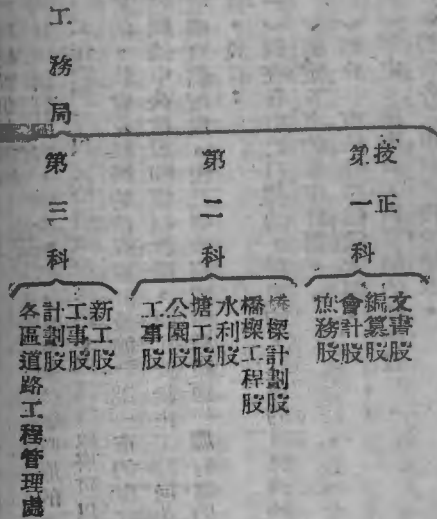 工務局
技正
第一科
文書股
編纂股
會計股
庶務股
第二科
橋樑計劃股
橋樑工程股
水利股
塘工股
公園股
工事股
第三科
新工股
工事股
計劃股
各區道路工程管理處